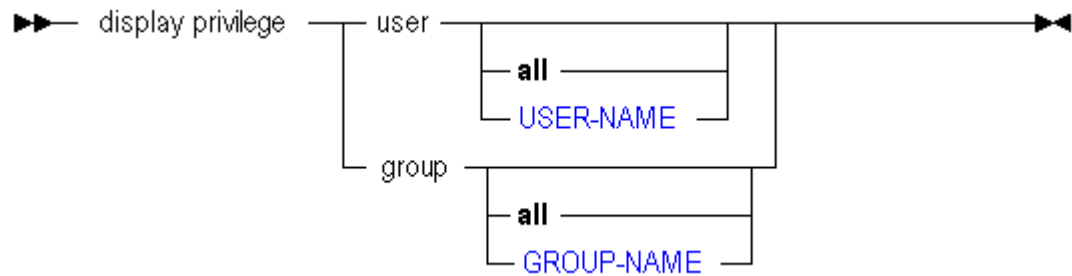 display privilege user
all
USER-NAME
group
all
GROUP-NAME